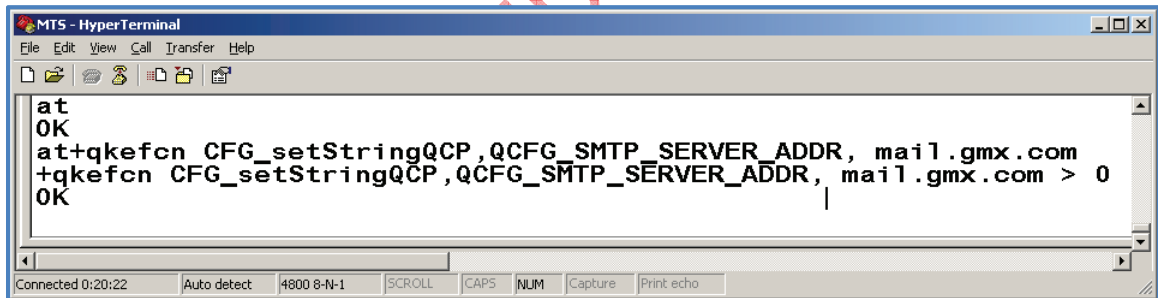 MTS - HyperTerminal
File Edit View Call Transfer Help
at
OK
at+qkefcn CFG_setStringQCP,QCFG_SMTP_SERVER_ADDR, mail.gmx.com
+qkefcn CFG_setStringQCP,QCFG_SMTP_SERVER_ADDR, mail.gmx.com > 0
OK
Connected 0:20:22 Auto detect 4800 8-N-1 SCROLL CAPS NUM Capture Print echo